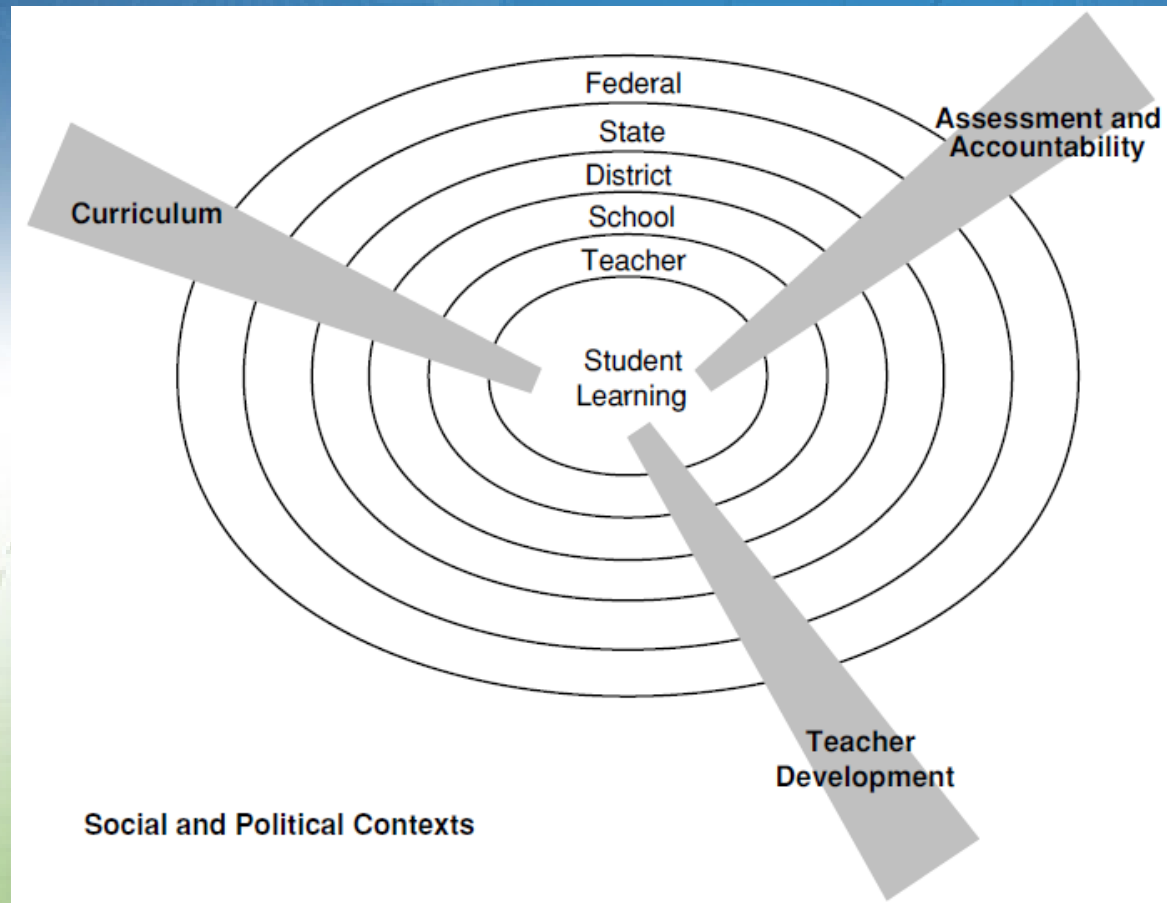 Federal
State
District
School
Teacher
Student
Learning
Curriculum
Assessment and
Accountability
Teacher
Development
Social and Political Contexts